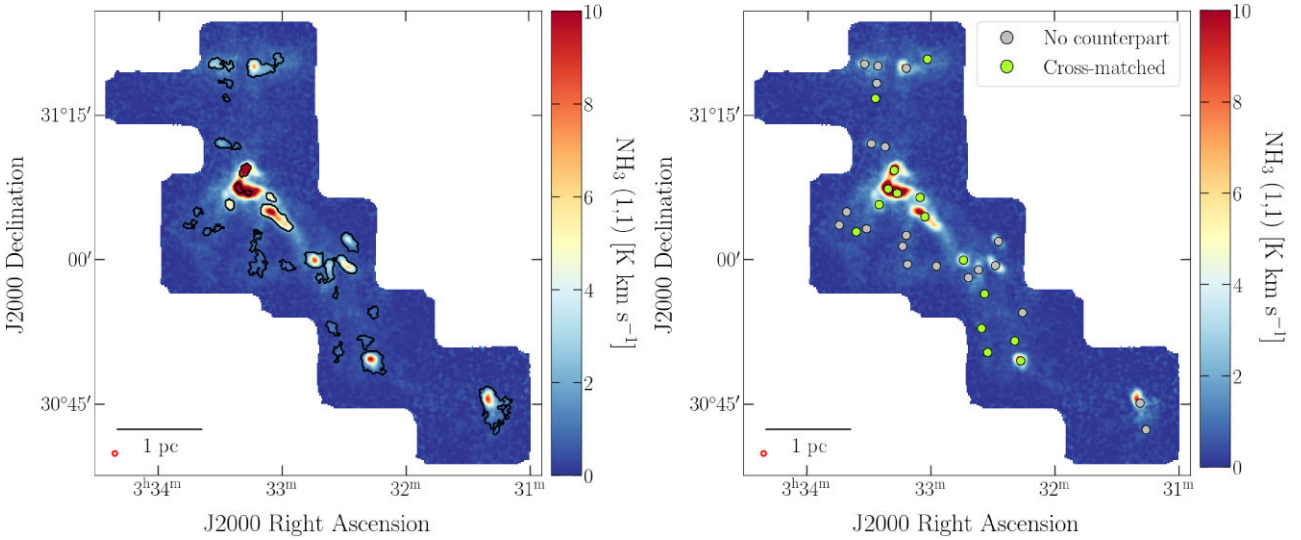 31°15′
00′
30°45′
J2000 Declination
1 pc
3ʰ34ᵐ
33ᵐ
32ᵐ
31ᵐ
J2000 Right Ascension
10
8
6
4
2
0
NH₃ (1,1) [K km s⁻¹]
No counterpart
Cross-matched
31°15′
00′
30°45′
J2000 Declination
1 pc
3ʰ34ᵐ
33ᵐ
32ᵐ
31ᵐ
J2000 Right Ascension
10
8
6
4
2
0
NH₃ (1,1) [K km s⁻¹]